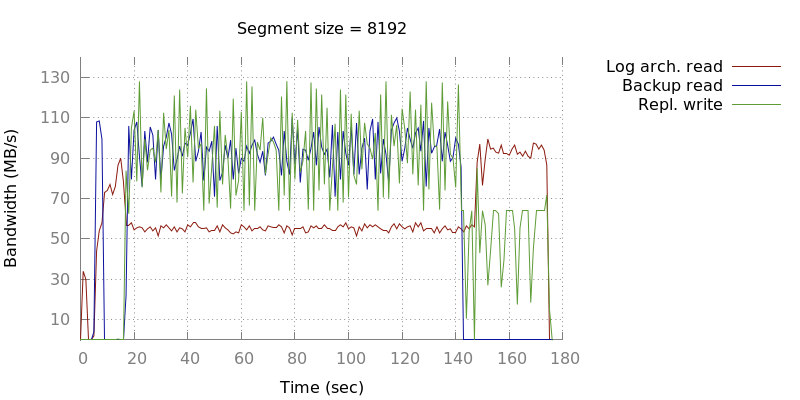 Segment size = 8192
Log arch. read
Backup read
Repl. write
Bandwidth (MB/s)
130
110
90
70
50
30
10
0 20 40 60 80 100 120 140 160 180
Time (sec)